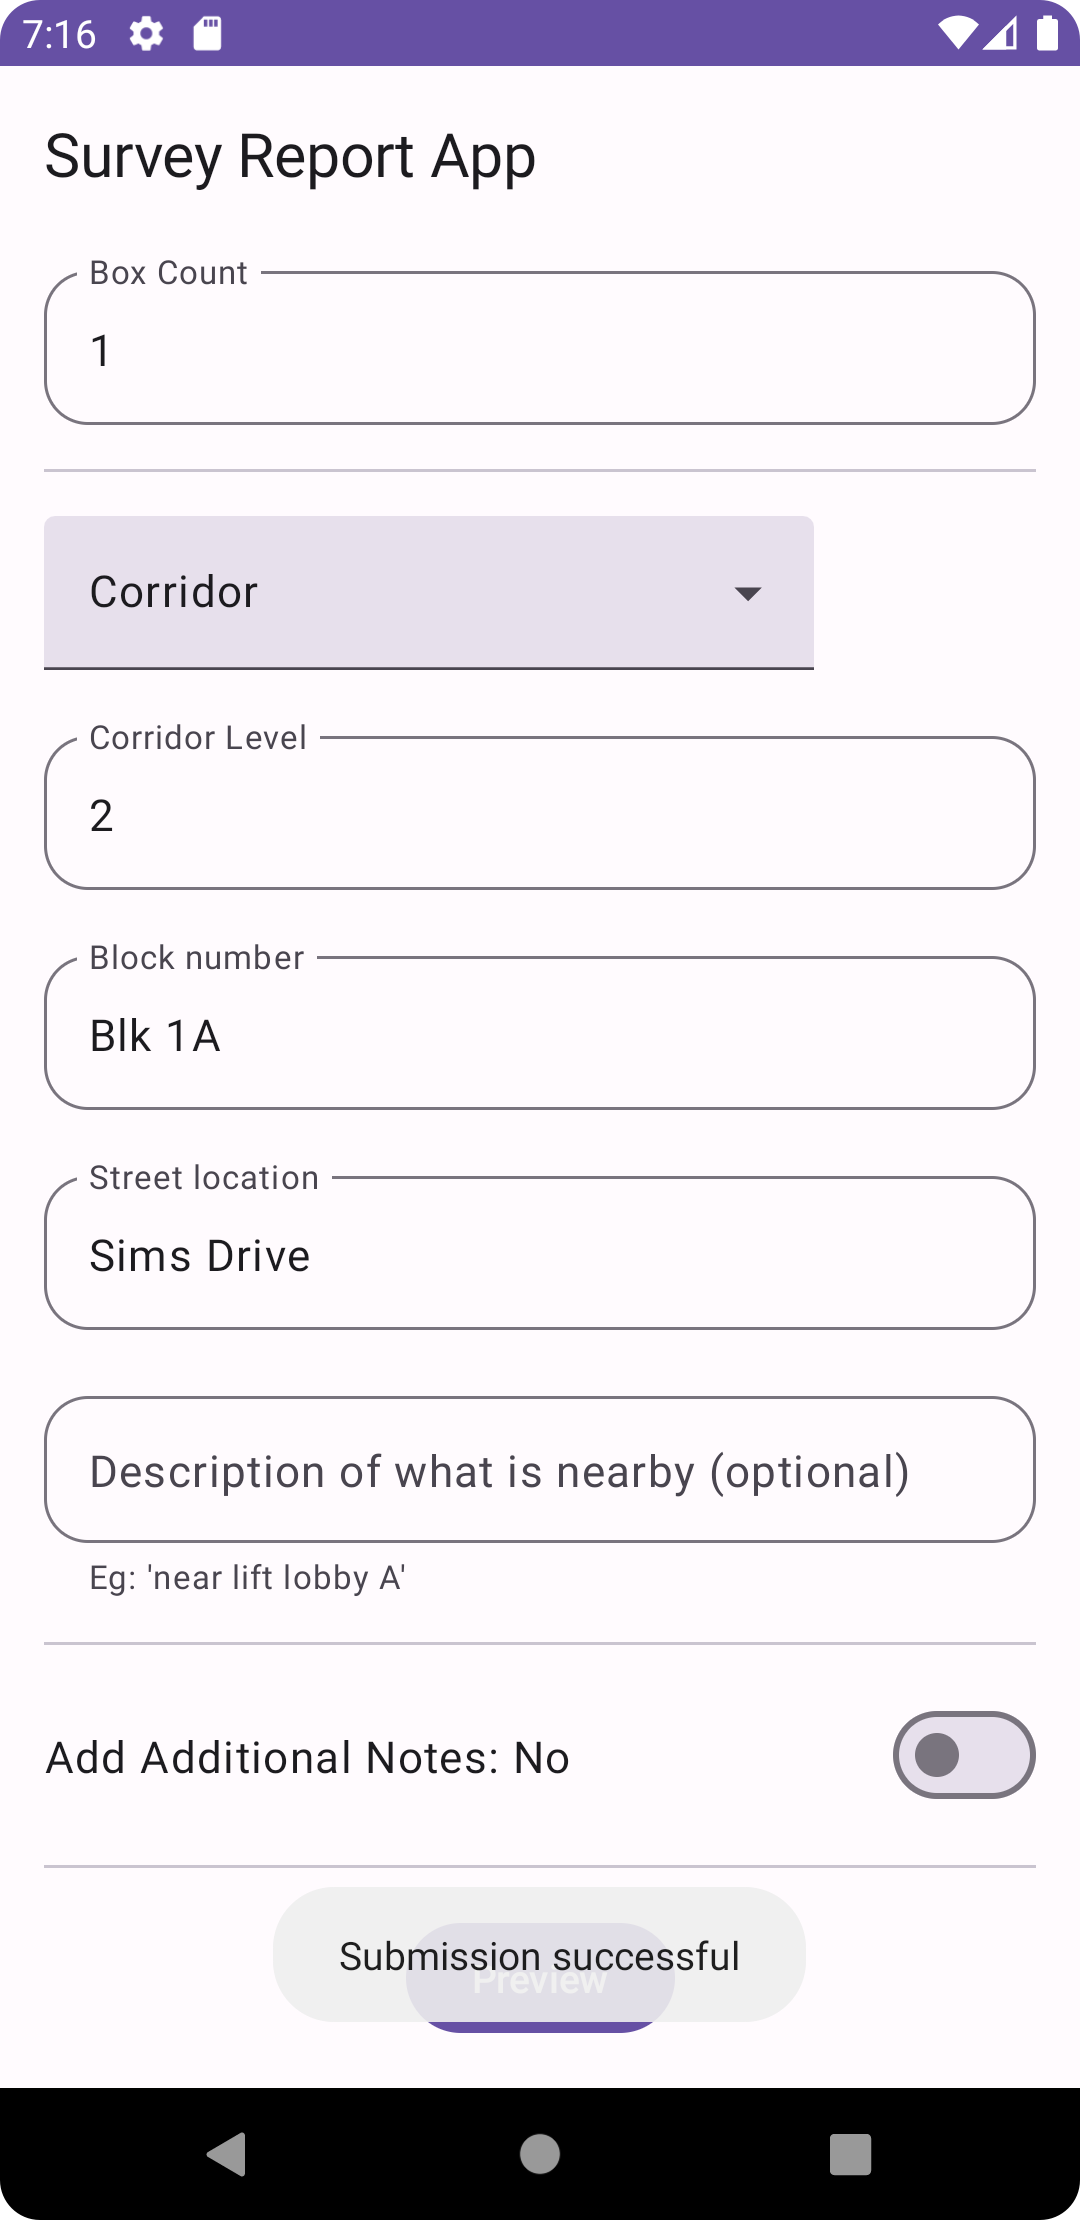 7:16
Survey Report App
Box Count
1
Corridor
Corridor Level
2
Block number
Blk 1A
Street location
Sims Drive
Description of what is nearby (optional)
Eg: 'near lift lobby A'
Add Additional Notes: No
Submission successful
Preview